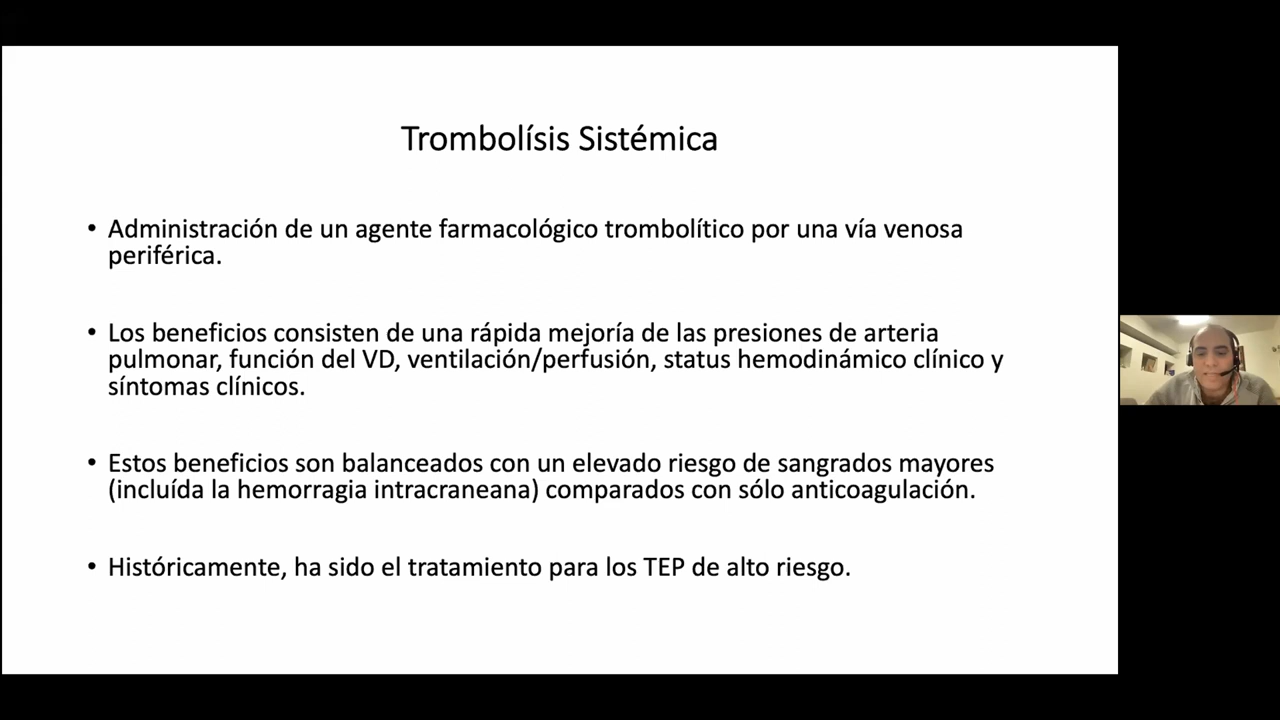 Trombolísis Sistémica
• Administración de un agente farmacológico trombolítico por una vía venosa
periférica.
• Los beneficios consisten de una rápida mejoría de las presiones de arteria
pulmonar, función del VD, ventilación/perfusión, status hemodinámico clínico y
síntomas clínicos.
• Estos beneficios son balanceados con un elevado riesgo de sangrados mayores
(incluída la hemorragia intracraneana) comparados con sólo anticoagulación.
• Históricamente, ha sido el tratamiento para los TEP de alto riesgo.